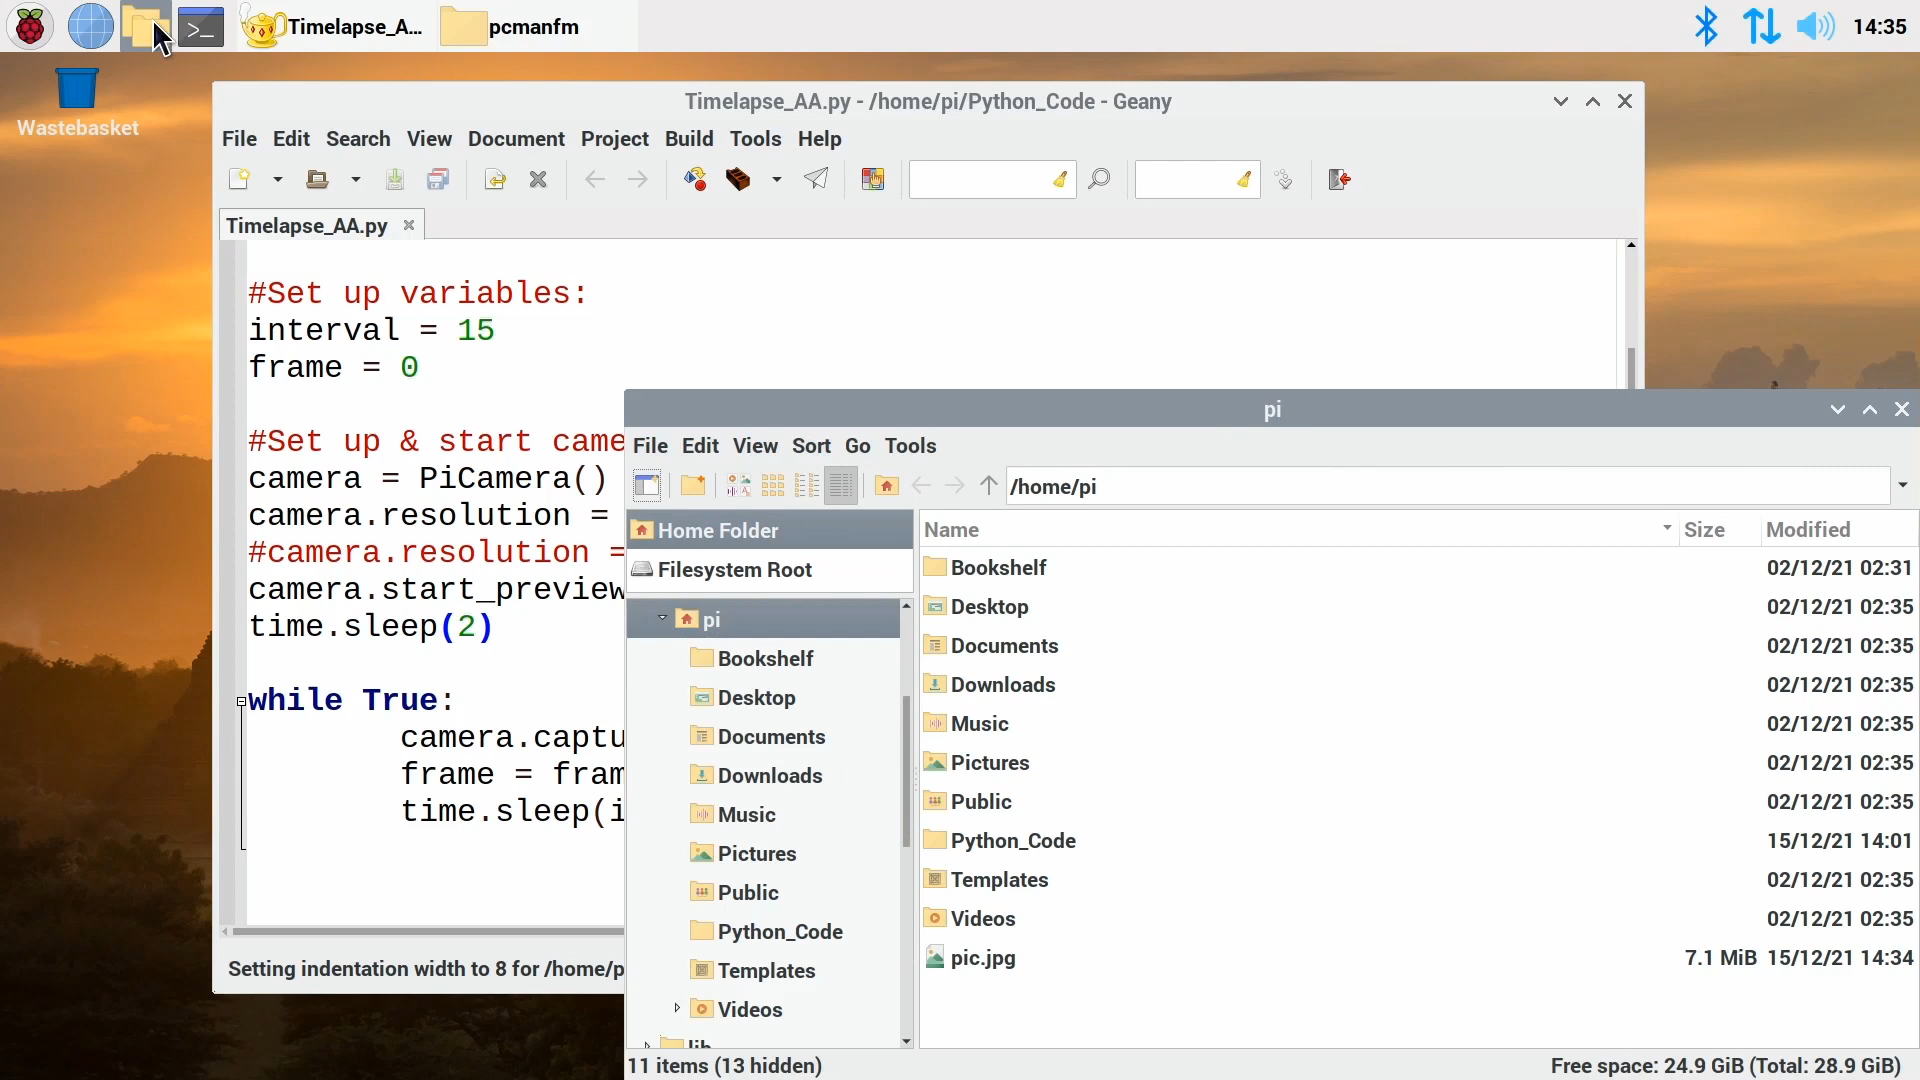 Timelapse_A...
pcmanfm
14:35
Wastebasket
Timelapse_AA.py - /home/pi/Python_Code - Geany
File Edit Search View Document Project Build Tools Help
Timelapse_AA.py
#Set up variables:
interval = 15
frame = 0
#Set up & start came
camera = PiCamera()
camera.resolution =
#camera.resolution =
camera.start_preview
time.sleep(2)
while True:
camera.captu
frame = fram
time.sleep(i
Setting indentation width to 8 for /home/p
pi
File Edit View Sort Go Tools
/home/pi
Home Folder
Filesystem Root
pi
Bookshelf
Desktop
Documents
Downloads
Music
Pictures
Public
Python_Code
Templates
Videos
lib
Name Size Modified
Bookshelf 02/12/21 02:31
Desktop 02/12/21 02:35
Documents 02/12/21 02:35
Downloads 02/12/21 02:35
Music 02/12/21 02:35
Pictures 02/12/21 02:35
Public 02/12/21 02:35
Python_Code 15/12/21 14:01
Templates 02/12/21 02:35
Videos 02/12/21 02:35
pic.jpg 7.1 MiB 15/12/21 14:34
11 items (13 hidden)
Free space: 24.9 GiB (Total: 28.9 GiB)